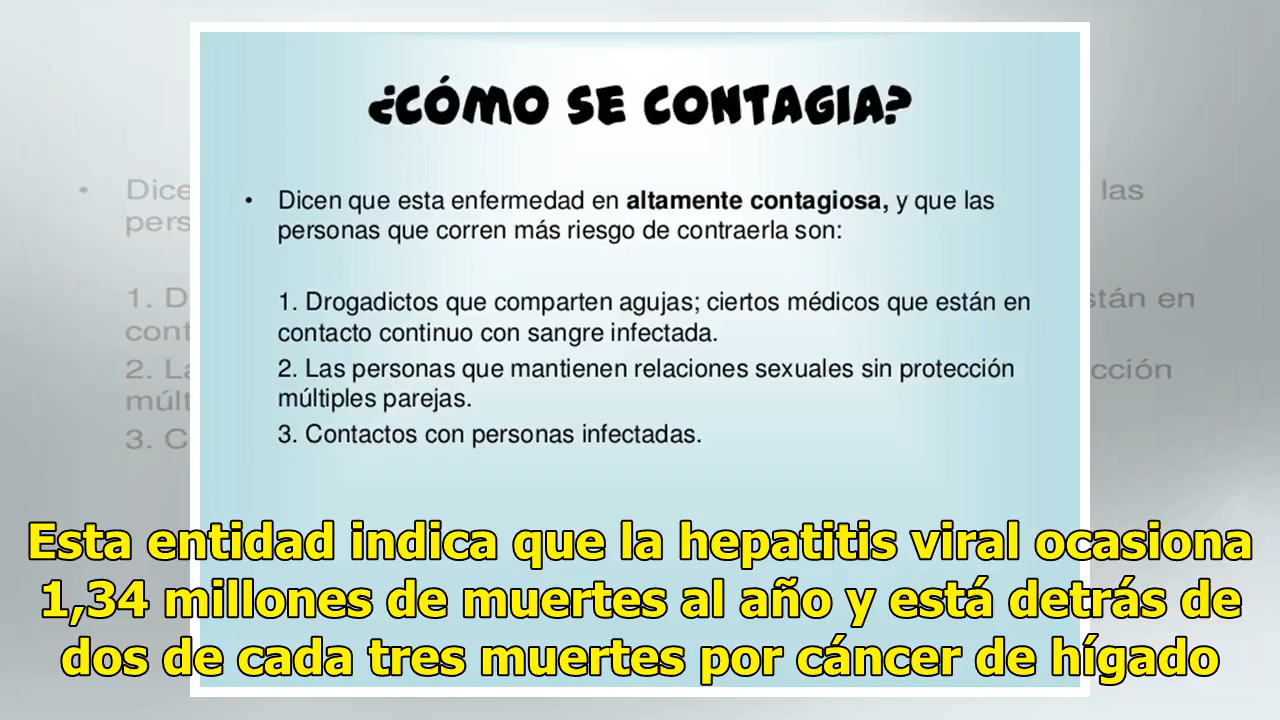 ¿CÓMO SE CONTAGIA?
• Dicen que esta enfermedad en altamente contagiosa, y que las
personas que corren más riesgo de contraerla son:
1. Drogadictos que comparten agujas; ciertos médicos que están en
contacto continuo con sangre infectada.
2. Las personas que mantienen relaciones sexuales sin protección
múltiples parejas.
3. Contactos con personas infectadas.
Esta entidad indica que la hepatitis viral ocasiona
1,34 millones de muertes al año y está detrás de
dos de cada tres muertes por cáncer de hígado